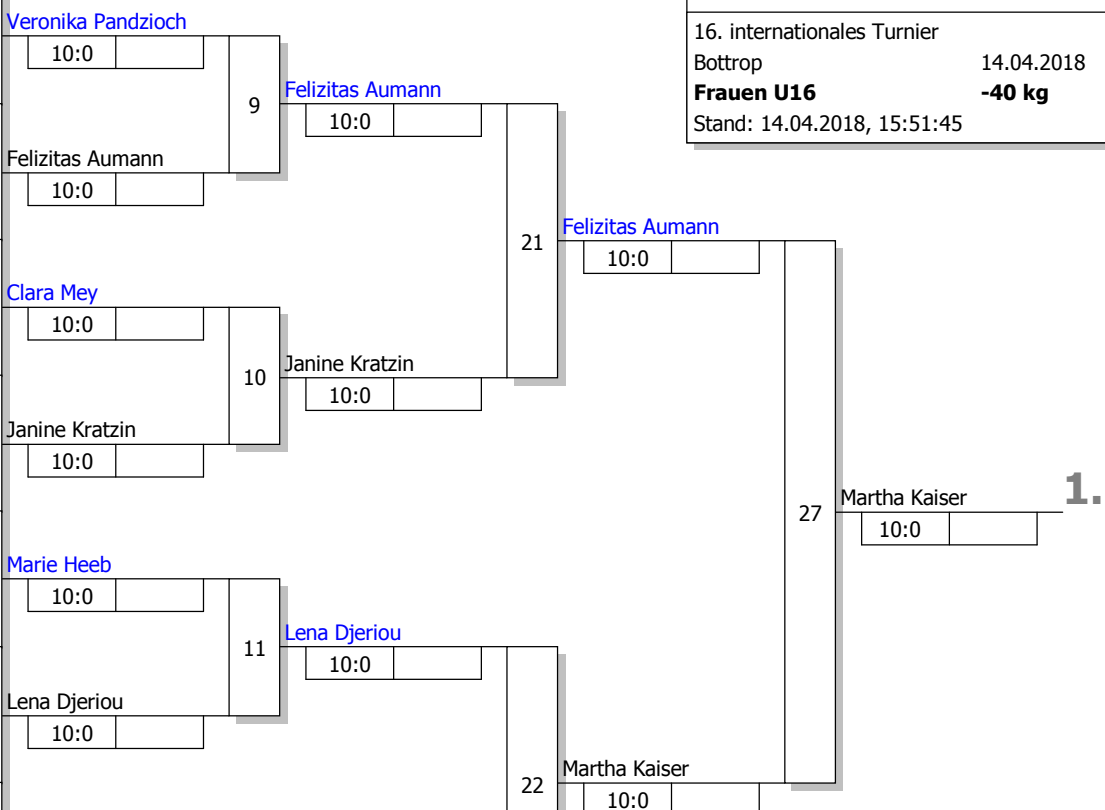 Veronika Pandzioch
10:0
16. internationales Turnier
Bottrop 14.04.2018
Frauen U16 -40 kg
Stand: 14.04.2018, 15:51:45
9
Felizitas Aumann
10:0
Felizitas Aumann
10:0
21
Felizitas Aumann
10:0
Clara Mey
10:0
10
Janine Kratzin
10:0
Janine Kratzin
10:0
27
Martha Kaiser
1.
10:0
Marie Heeb
10:0
11
Lena Djeriou
10:0
Lena Djeriou
10:0
22
Martha Kaiser
10:0